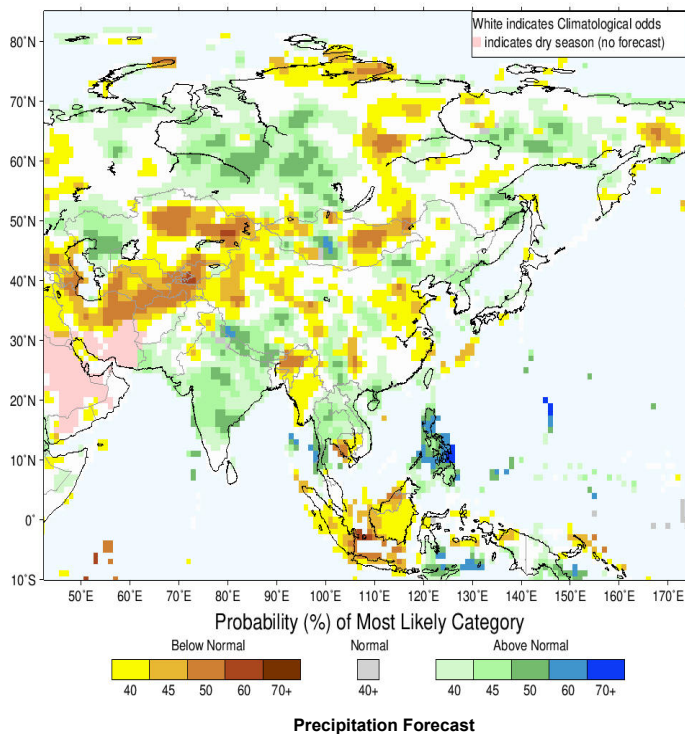 White indicates Climatological odds
indicates dry season (no forecast)
80°N
70°N
60°N
50°N
40°N
30°N
20°N
10°N
0°
10°S
50°E 60°E 70°E 80°E 90°E 100°E 110°E 120°E 130°E 140°E 150°E 160°E 170°E
Probability (%) of Most Likely Category
Below Normal Normal Above Normal
40 45 50 60 70+ 40+ 40 45 50 60 70+
Precipitation Forecast